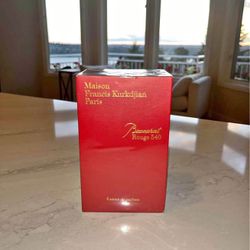 Maison
Francis Kurkdjian
Paris
Baccarat
Rouge 540
Extrait de parfum